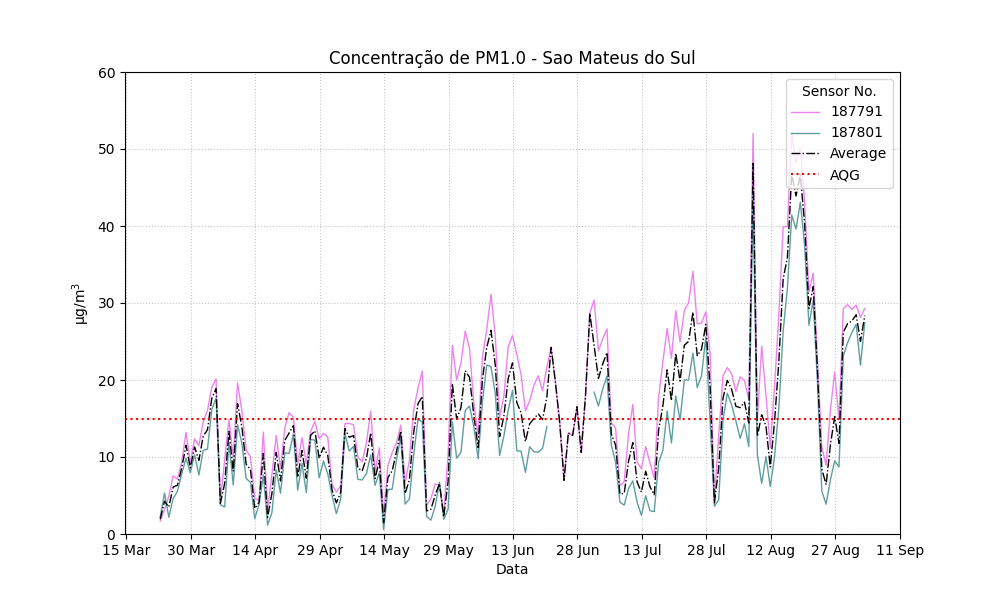 Concentração de PM1.0 - Sao Mateus do Sul
60
50
40
30
20
10
0
µg/m³
Sensor No.
187791
187801
Average
AQG
15 Mar
30 Mar
14 Apr
29 Apr
14 May
29 May
13 Jun
28 Jun
13 Jul
28 Jul
12 Aug
27 Aug
11 Sep
Data